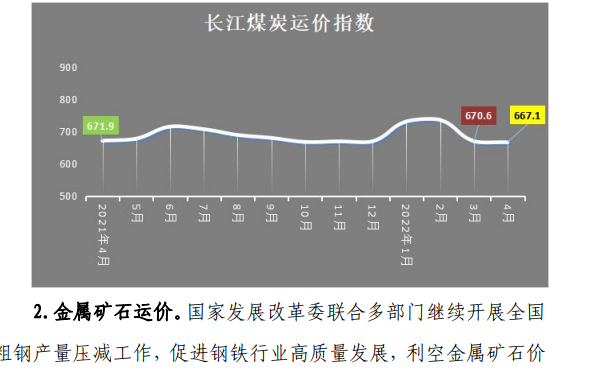 长江煤炭运价指数
900
800
700
600
500
671.9
670.6
667.1
2021年4月
5月
6月
7月
8月
9月
10月
11月
12月
2022年1月
2月
3月
4月
2.金属矿石运价。国家发展改革委联合多部门继续开展全国
粗钢产量压减工作，促进钢铁行业高质量发展，利空金属矿石价